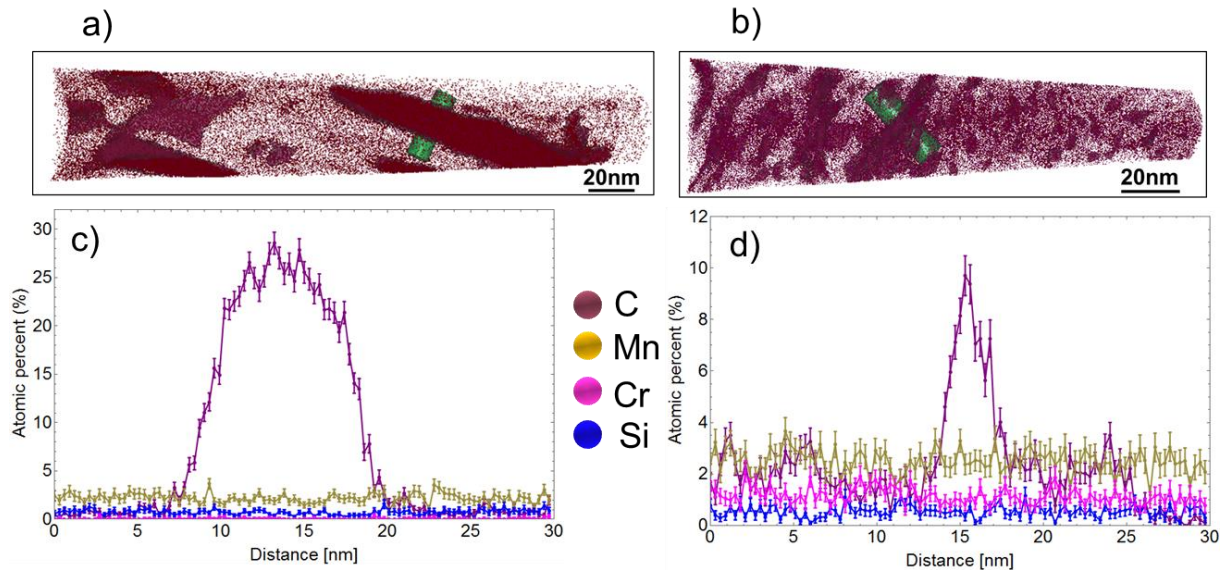 a)
b)
20nm
20nm
c)
30
25
20
15
10
5
0
Atomic percent (%)
0 5 10 15 20 25 30
Distance [nm]
C
Mn
Cr
Si
d)
12
10
8
6
4
2
0
Atomic percent (%)
0 5 10 15 20 25 30
Distance [nm]